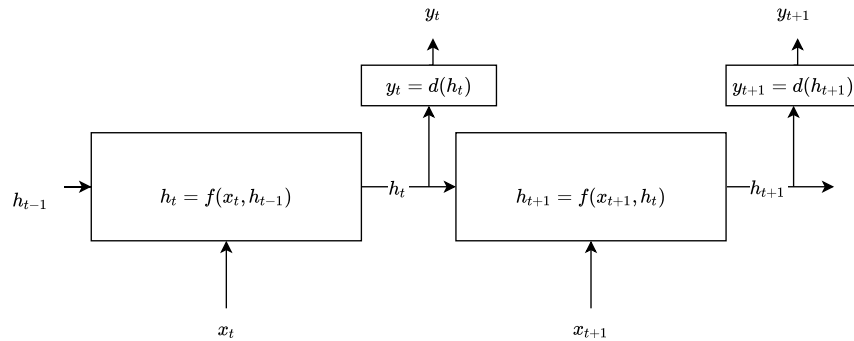 y_t
y_{t+1}
y_t = d(h_t)
y_{t+1} = d(h_{t+1})
h_{t-1}
h_t = f(x_t, h_{t-1})
h_t
h_{t+1} = f(x_{t+1}, h_t)
h_{t+1}
x_t
x_{t+1}